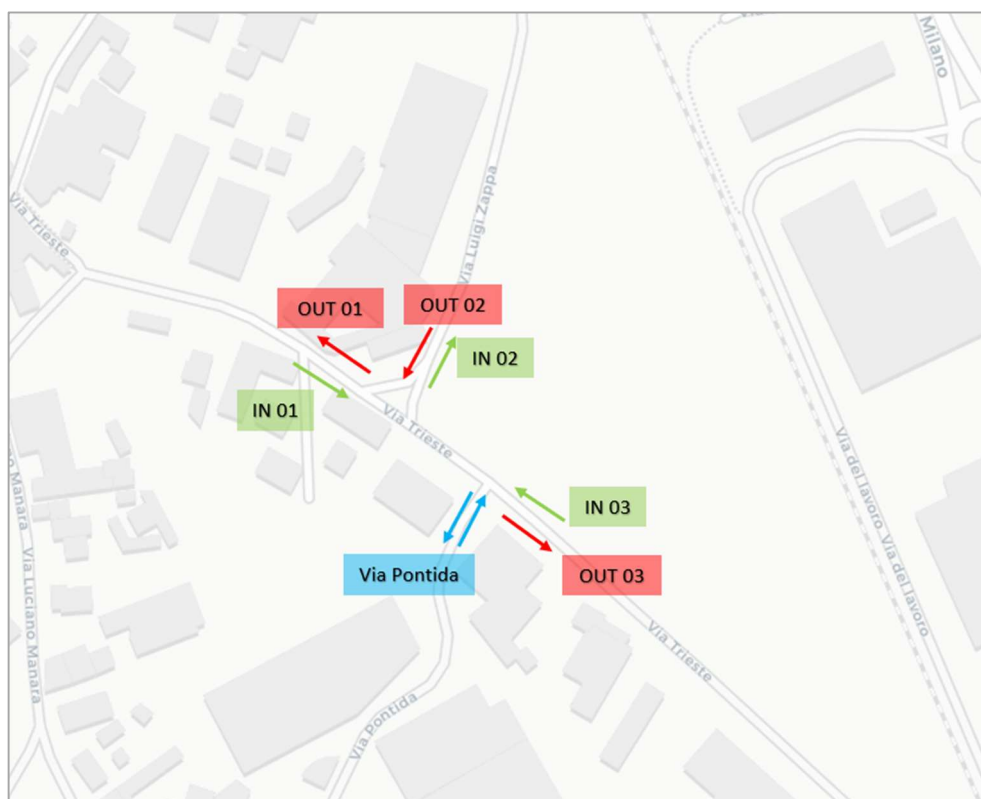 Milano
Via Trieste
Via Luigi Zappa
OUT 01
OUT 02
IN 02
IN 01
Via Trieste
IN 03
Via Pontida
OUT 03
Via del lavoro
Via del lavoro
Manara
Via Luciano Manara
Via Trieste
Via Pontida